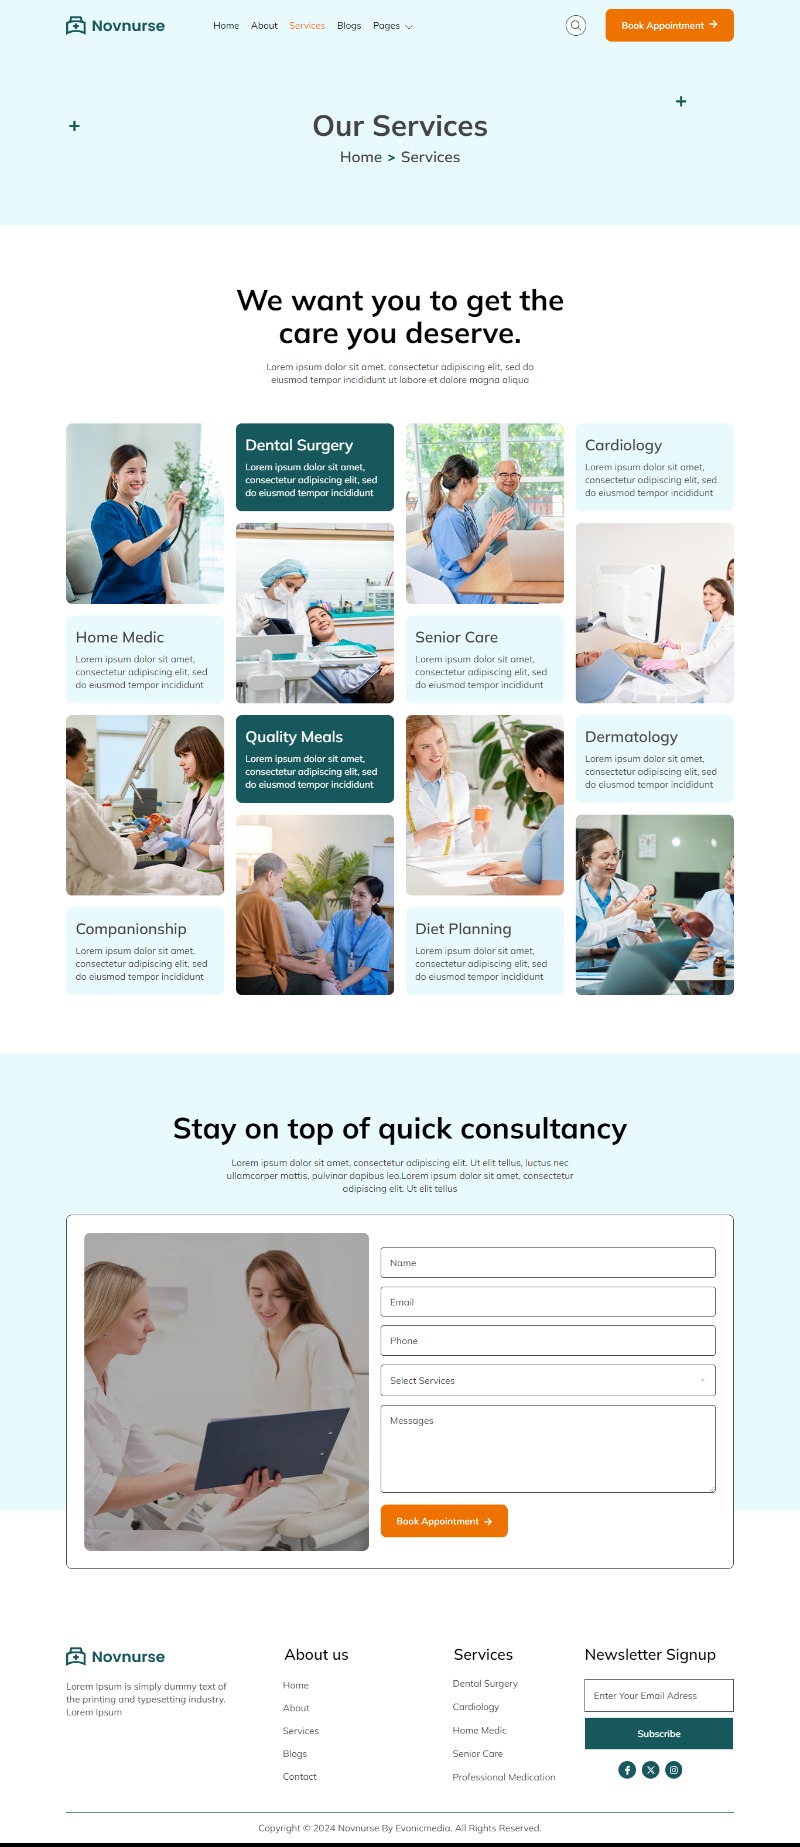 Novnurse
Home
About
Services
Blogs
Pages
Book Appointment
Our Services
Home > Services
We want you to get the
care you deserve.
Lorem ipsum dolor sit amet, consectetur adipiscing elit, sed do
eiusmod tempor incididunt ut labore et dolore magna aliqua
Dental Surgery
Lorem ipsum dolor sit amet,
consectetur adipiscing elit, sed
do eiusmod tempor incididunt
Cardiology
Lorem ipsum dolor sit amet,
consectetur adipiscing elit, sed
do eiusmod tempor incididunt
Home Medic
Lorem ipsum dolor sit amet,
consectetur adipiscing elit, sed
do eiusmod tempor incididunt
Senior Care
Lorem ipsum dolor sit amet,
consectetur adipiscing elit, sed
do eiusmod tempor incididunt
Quality Meals
Lorem ipsum dolor sit amet,
consectetur adipiscing elit, sed
do eiusmod tempor incididunt
Dermatology
Lorem ipsum dolor sit amet,
consectetur adipiscing elit, sed
do eiusmod tempor incididunt
Companionship
Lorem ipsum dolor sit amet,
consectetur adipiscing elit, sed
do eiusmod tempor incididunt
Diet Planning
Lorem ipsum dolor sit amet,
consectetur adipiscing elit, sed
do eiusmod tempor incididunt
Stay on top of quick consultancy
Lorem ipsum dolor sit amet, consectetur adipiscing elit. Ut elit tellus, luctus nec
ullamcorper mattis, pulvinar dapibus leo.Lorem ipsum dolor sit amet, consectetur
adipiscing elit. Ut elit tellus
Name
Email
Phone
Select Services
Messages
Book Appointment
Novnurse
Lorem Ipsum is simply dummy text of
the printing and typesetting industry.
Lorem Ipsum
About us
Home
About
Services
Blogs
Contact
Services
Dental Surgery
Cardiology
Home Medic
Senior Care
Professional Medication
Newsletter Signup
Enter Your Email Adress
Subscribe
Copyright © 2024 Novnurse By Evonicmedia. All Rights Reserved.